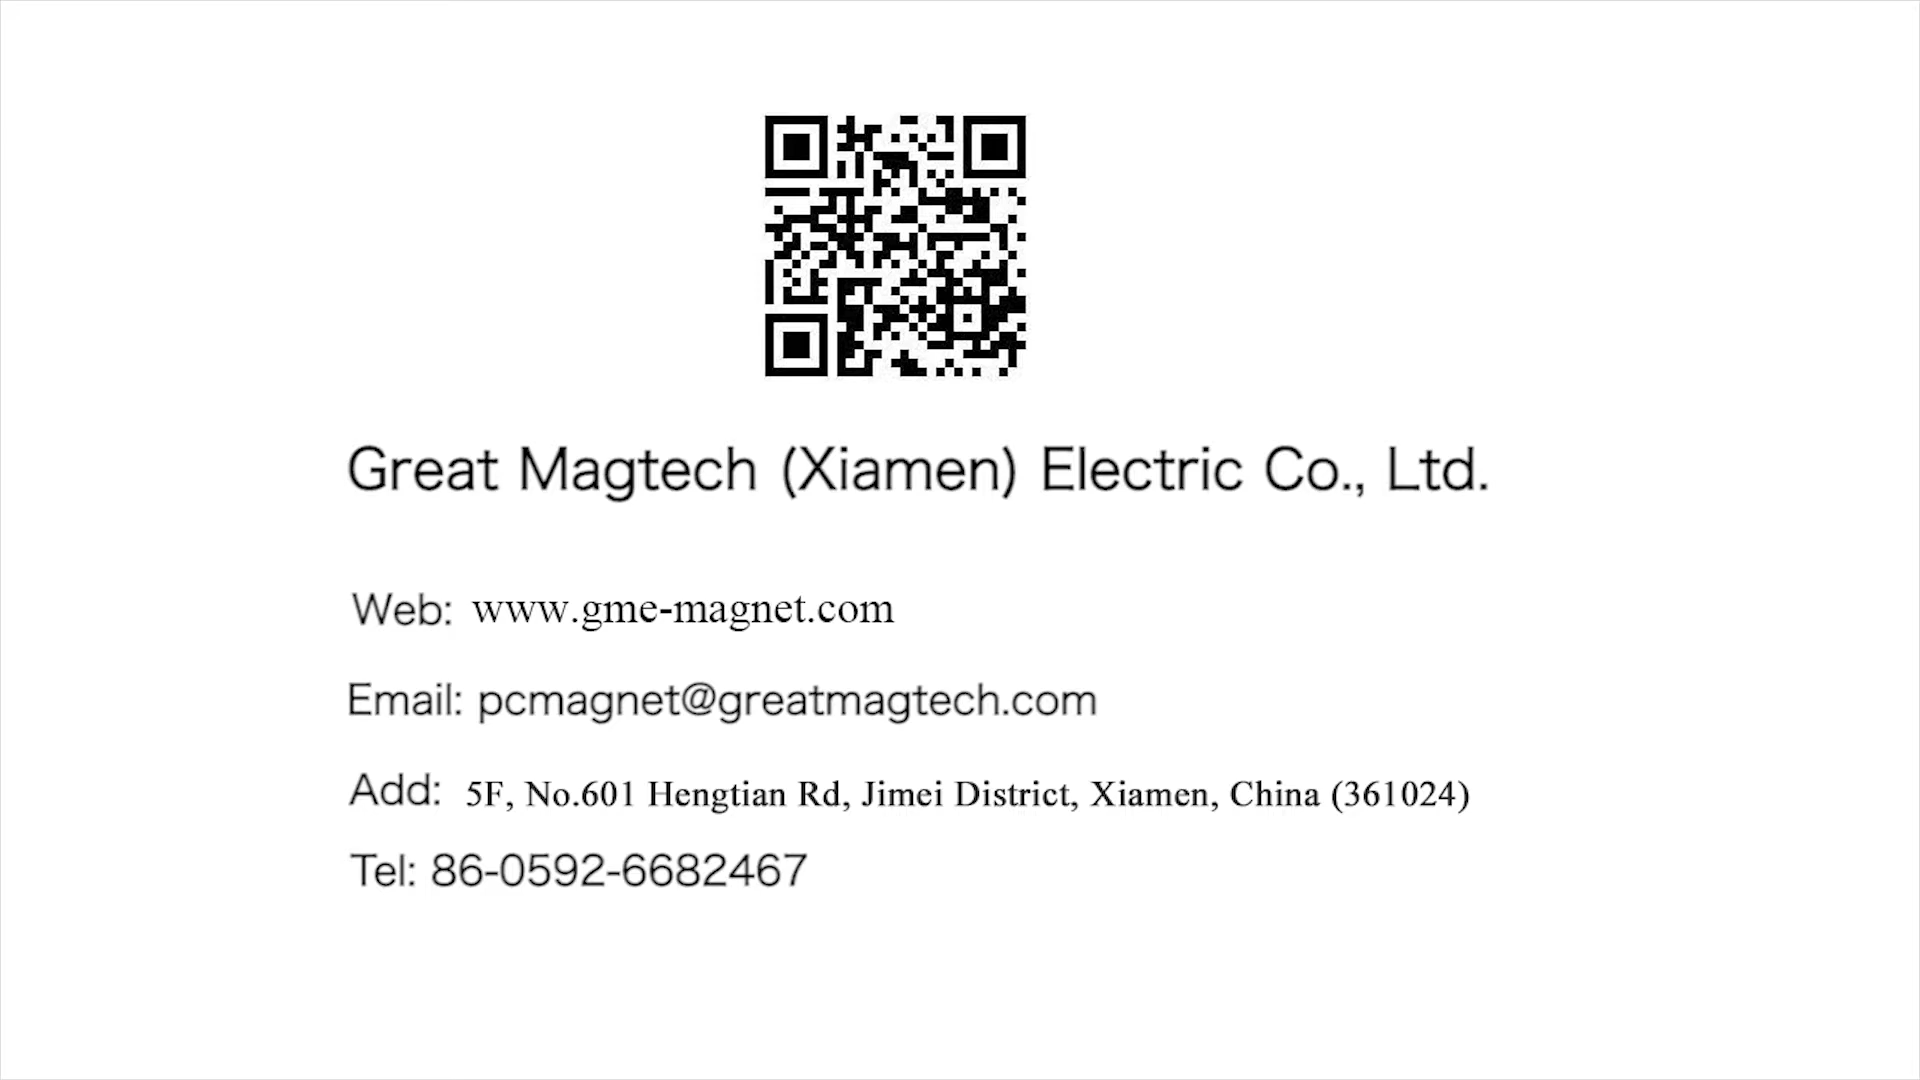 Great Magtech (Xiamen) Electric Co., Ltd.
Web: www.gme-magnet.com
Email: pcmagnet@greatmagtech.com
Add: 5F, No.601 Hengtian Rd, Jimei District, Xiamen, China (361024)
Tel: 86-0592-6682467